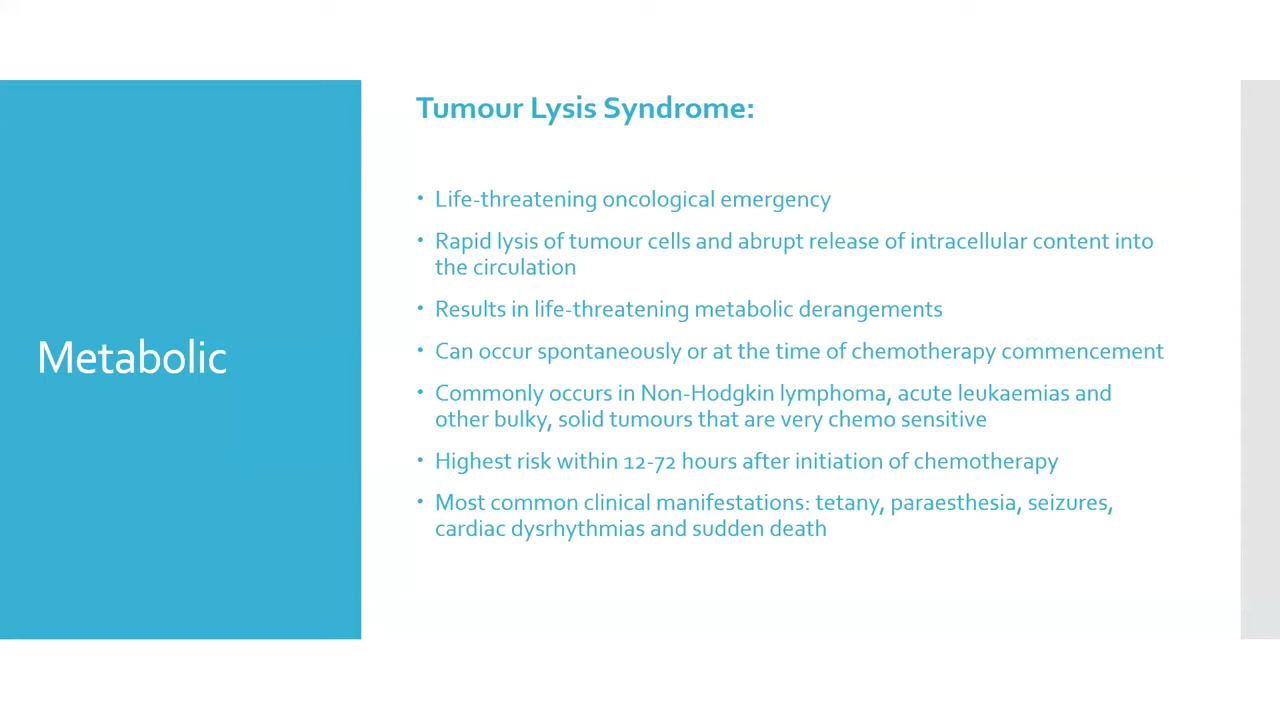 Metabolic
Tumour Lysis Syndrome:
• Life-threatening oncological emergency
• Rapid lysis of tumour cells and abrupt release of intracellular content into
the circulation
• Results in life-threatening metabolic derangements
• Can occur spontaneously or at the time of chemotherapy commencement
• Commonly occurs in Non-Hodgkin lymphoma, acute leukaemias and
other bulky, solid tumours that are very chemo sensitive
• Highest risk within 12-72 hours after initiation of chemotherapy
• Most common clinical manifestations: tetany, paraesthesia, seizures,
cardiac dysrhythmias and sudden death